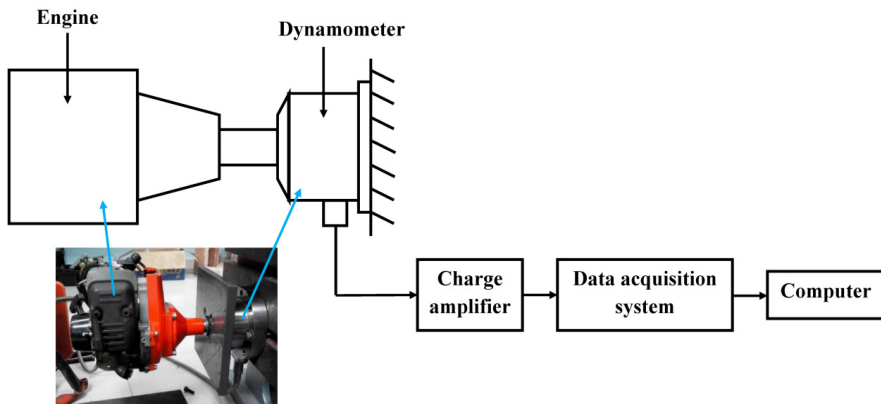 Engine
Dynamometer
Charge
amplifier
Data acquisition
system
Computer